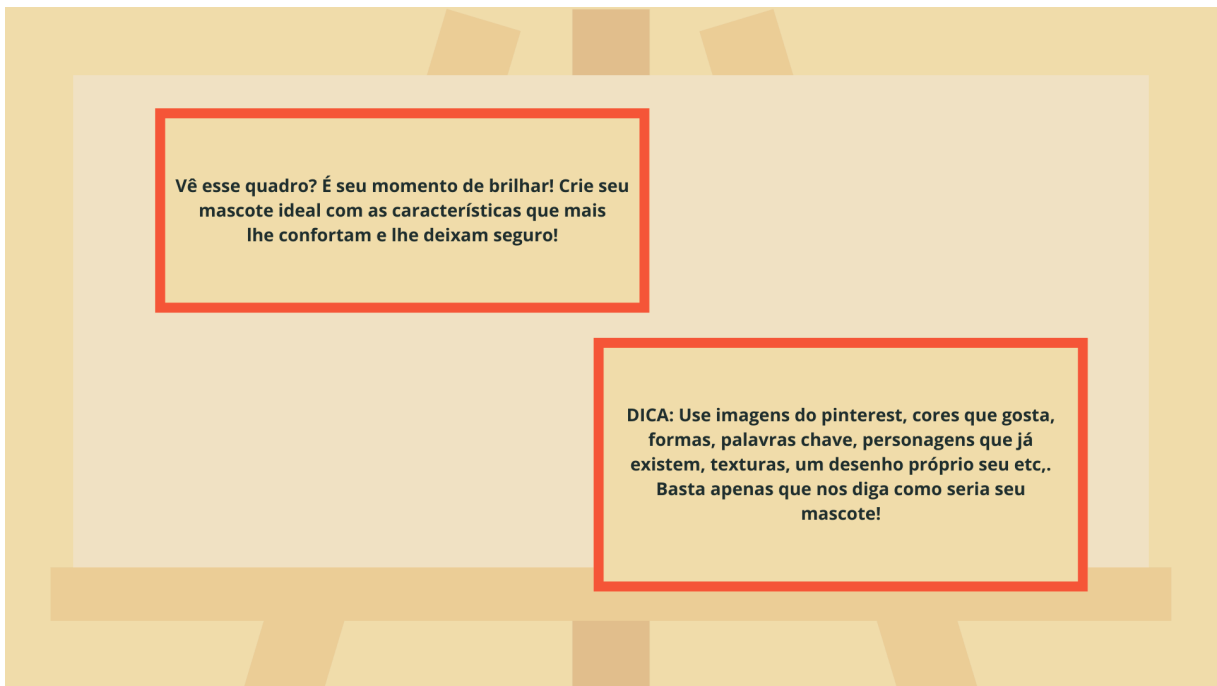 Vê esse quadro? É seu momento de brilhar! Crie seu
mascote ideal com as características que mais
lhe confortam e lhe deixam seguro!
DICA: Use imagens do pinterest, cores que gosta,
formas, palavras chave, personagens que já
existem, texturas, um desenho próprio seu etc,.
Basta apenas que nos diga como seria seu
mascote!